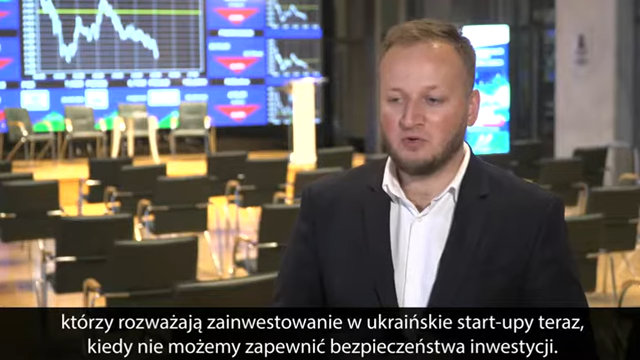 którzy rozważają zainwestowanie w ukraińskie start-upy teraz,
kiedy nie możemy zapewnić bezpieczeństwa inwestycji.